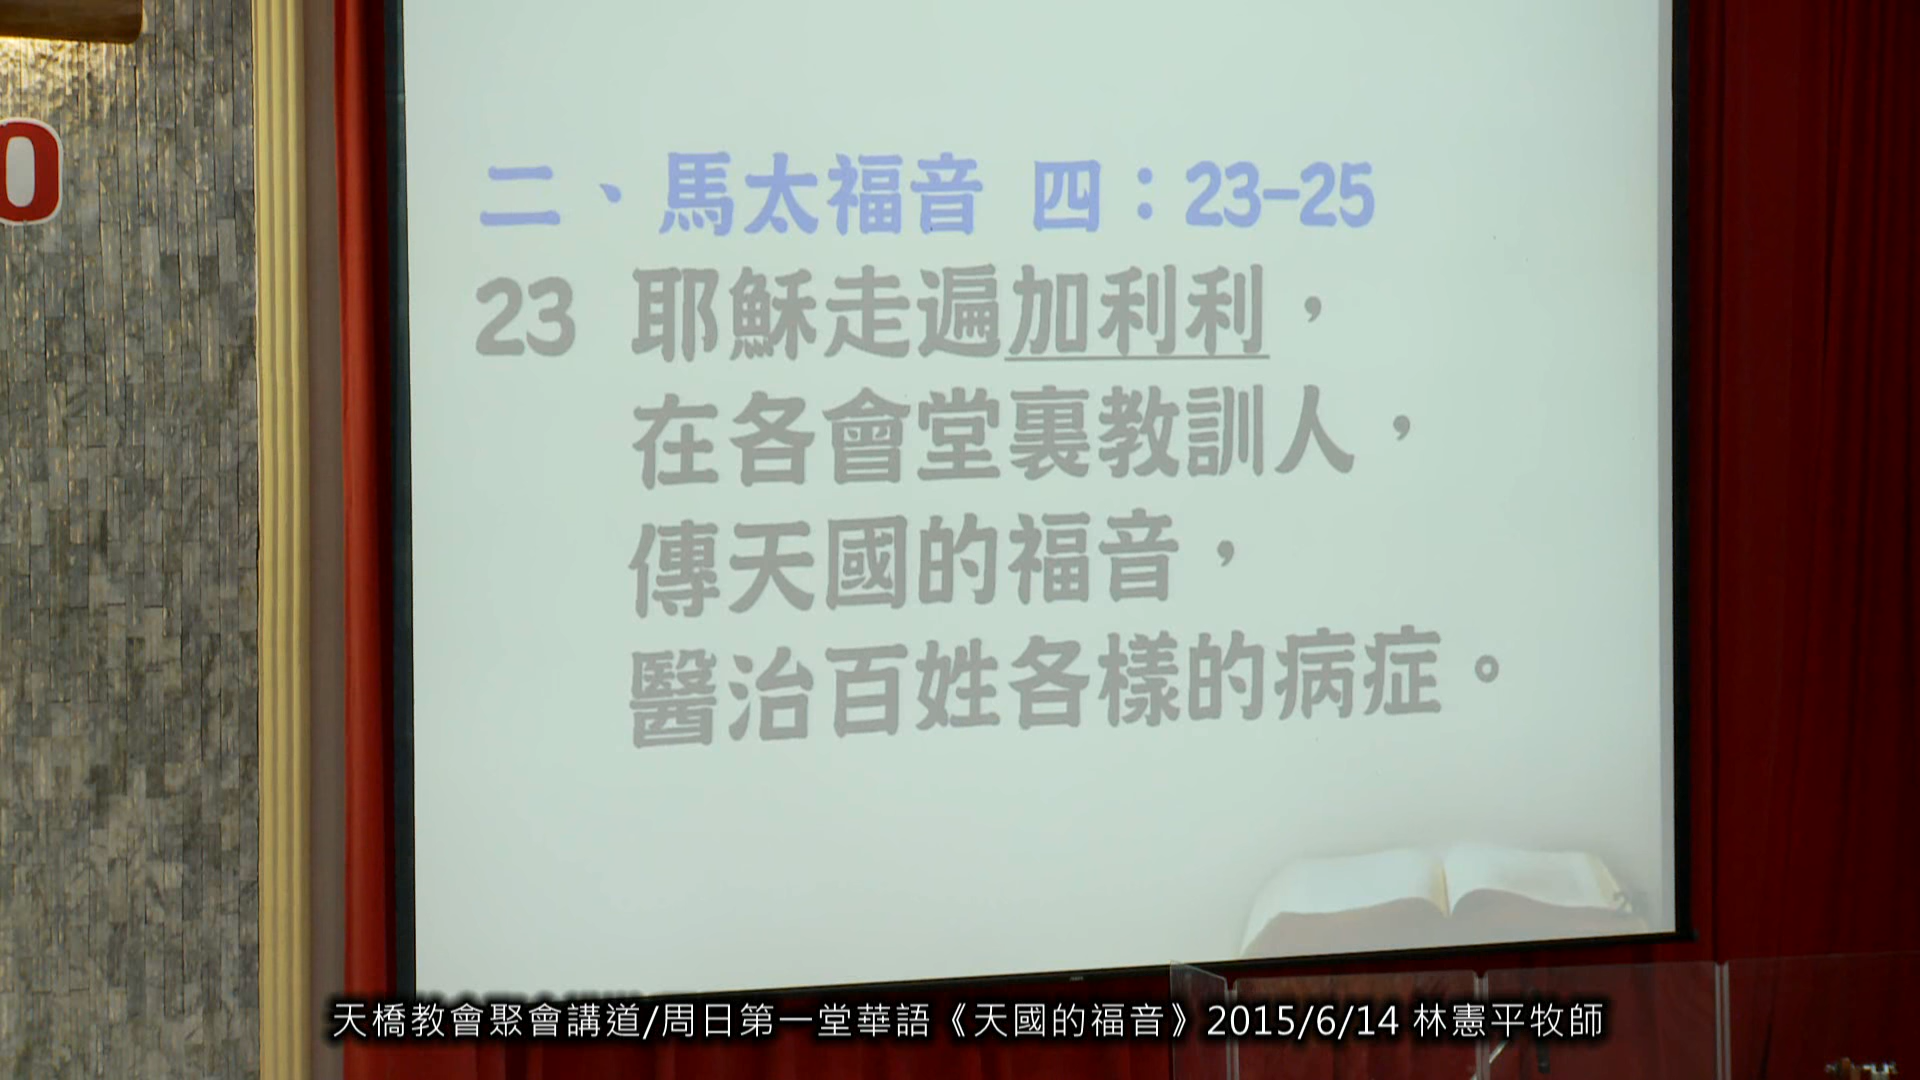 0
二、馬太福音 四：23-25
23 耶穌走遍加利利，
在各會堂裏教訓人，
傳天國的福音，
醫治百姓各樣的病症。
天橋教會聚會講道/周日第一堂華語《天國的福音》2015/6/14 林憲平牧師